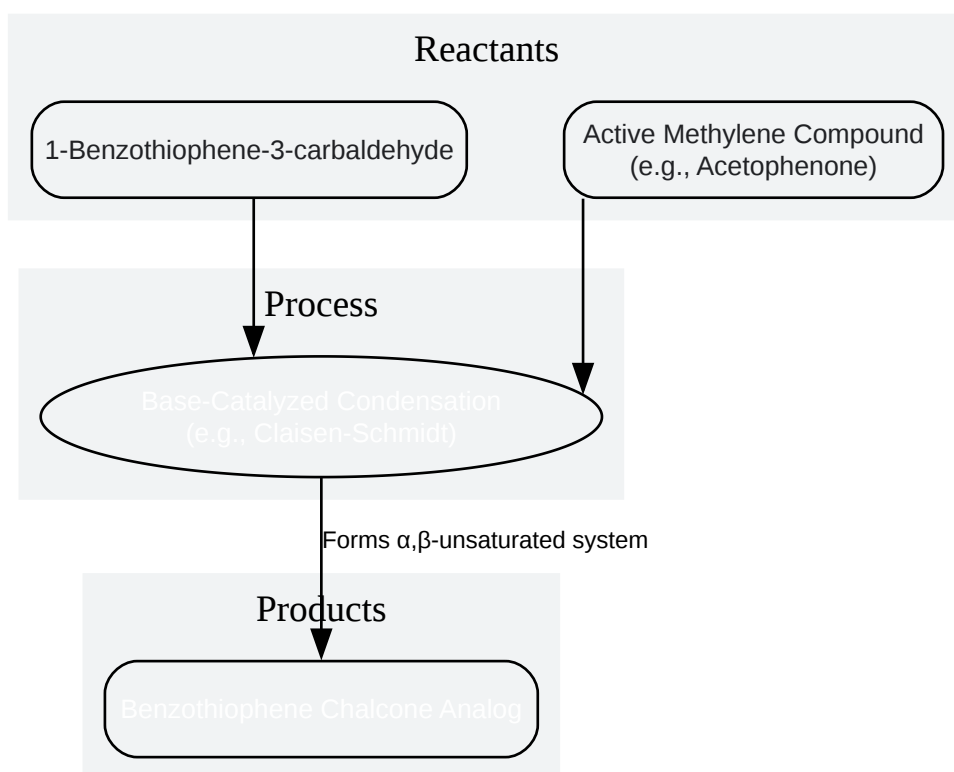 Reactants
1-Benzothiophene-3-carbaldehyde
Active Methylene Compound
(e.g., Acetophenone)
Process
Base-Catalyzed Condensation
(e.g., Claisen-Schmidt)
Forms α,β-unsaturated system
Products
Benzothiophene Chalcone Analog